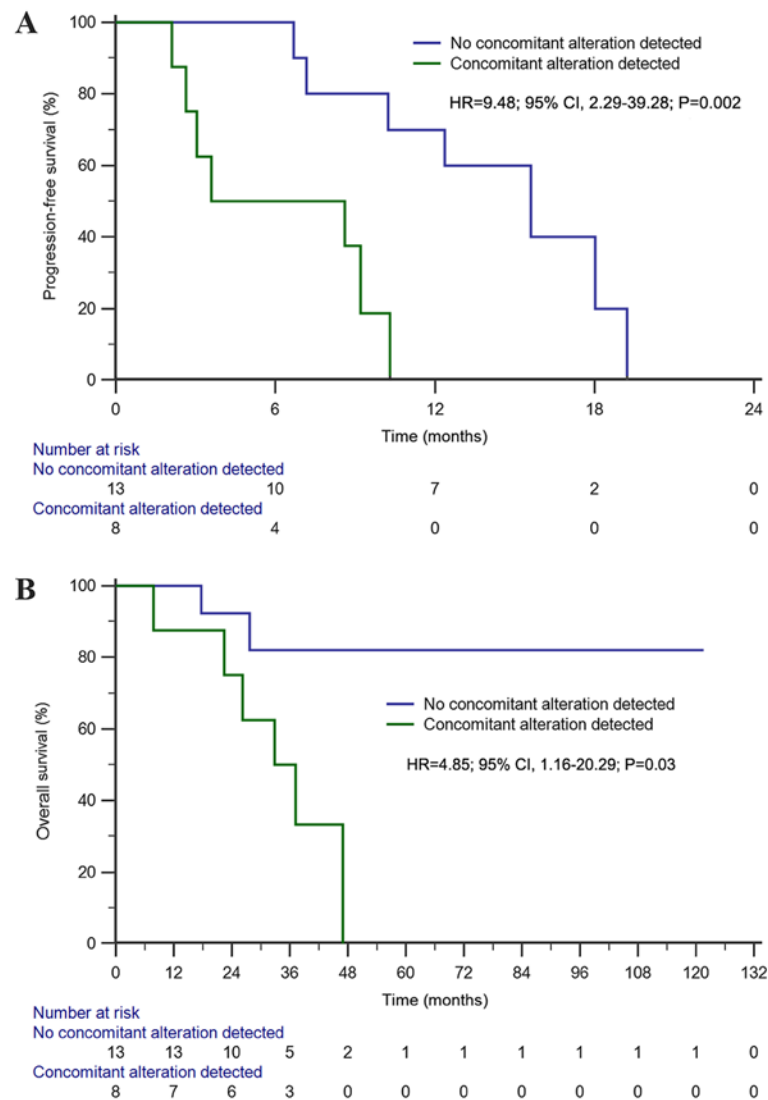 A
100
80
60
40
20
0
Progression-free survival (%)
No concomitant alteration detected
Concomitant alteration detected
HR=9.48; 95% CI, 2.29-39.28; P=0.002
0 6 12 18 24
Time (months)
Number at risk
No concomitant alteration detected
13 10 7 2 0
Concomitant alteration detected
8 4 0 0 0
B
100
80
60
40
20
0
Overall survival (%)
No concomitant alteration detected
Concomitant alteration detected
HR=4.85; 95% CI, 1.16-20.29; P=0.03
0 12 24 36 48 60 72 84 96 108 120 132
Time (months)
Number at risk
No concomitant alteration detected
13 13 10 5 2 1 1 1 1 1 1 0
Concomitant alteration detected
8 7 6 3 0 0 0 0 0 0 0 0